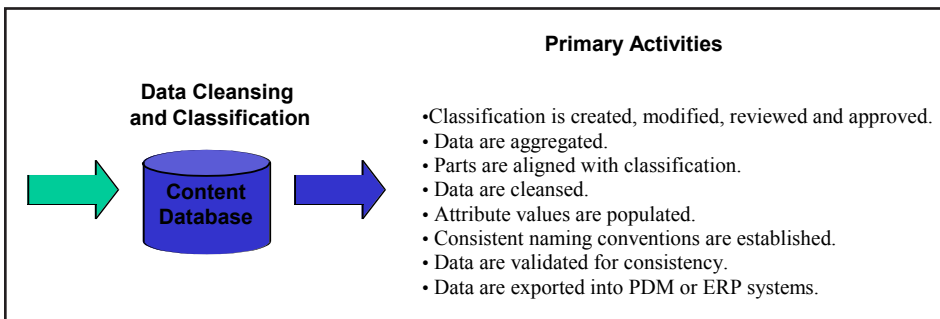 Primary Activities
Data Cleansing
and Classification
Content
Database
•Classification is created, modified, reviewed and approved.
• Data are aggregated.
• Parts are aligned with classification.
• Data are cleansed.
• Attribute values are populated.
• Consistent naming conventions are established.
• Data are validated for consistency.
• Data are exported into PDM or ERP systems.